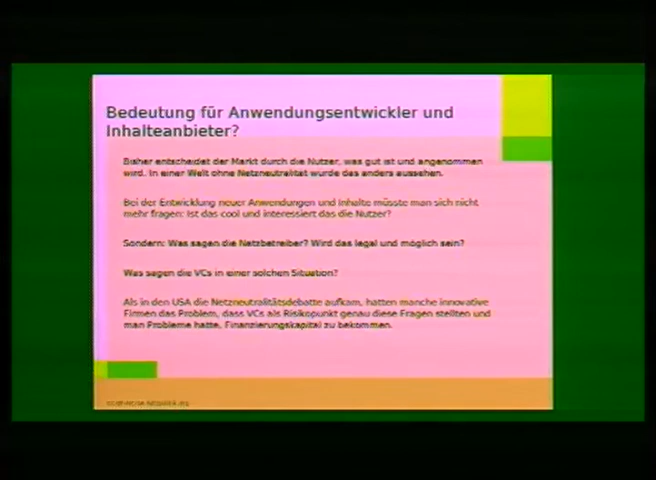 Bedeutung für Anwendungsentwickler und
Inhalteanbieter?
Bisher entscheidet der Markt durch die Nutzer, was gut ist und angenommen
wird. In einer Welt ohne Netzneutralität wurde das anders aussehen.
Bei der Entwicklung neuer Anwendungen und Inhalte müsste man sich nicht
mehr fragen: Ist das cool und interessiert das die Nutzer?
Sondern: Was sagen die Netzbetreiber? Wird das legal und möglich sein?
Was sagen die VCs in einer solchen Situation?
Als in den USA die Netzneutralitätsdebatte aufkam, hatten manche innovative
Firmen das Problem, dass VCs als Risikopunkt genau diese Fragen stellten und
man Probleme hatte, Finanzierungskapital zu bekommen.